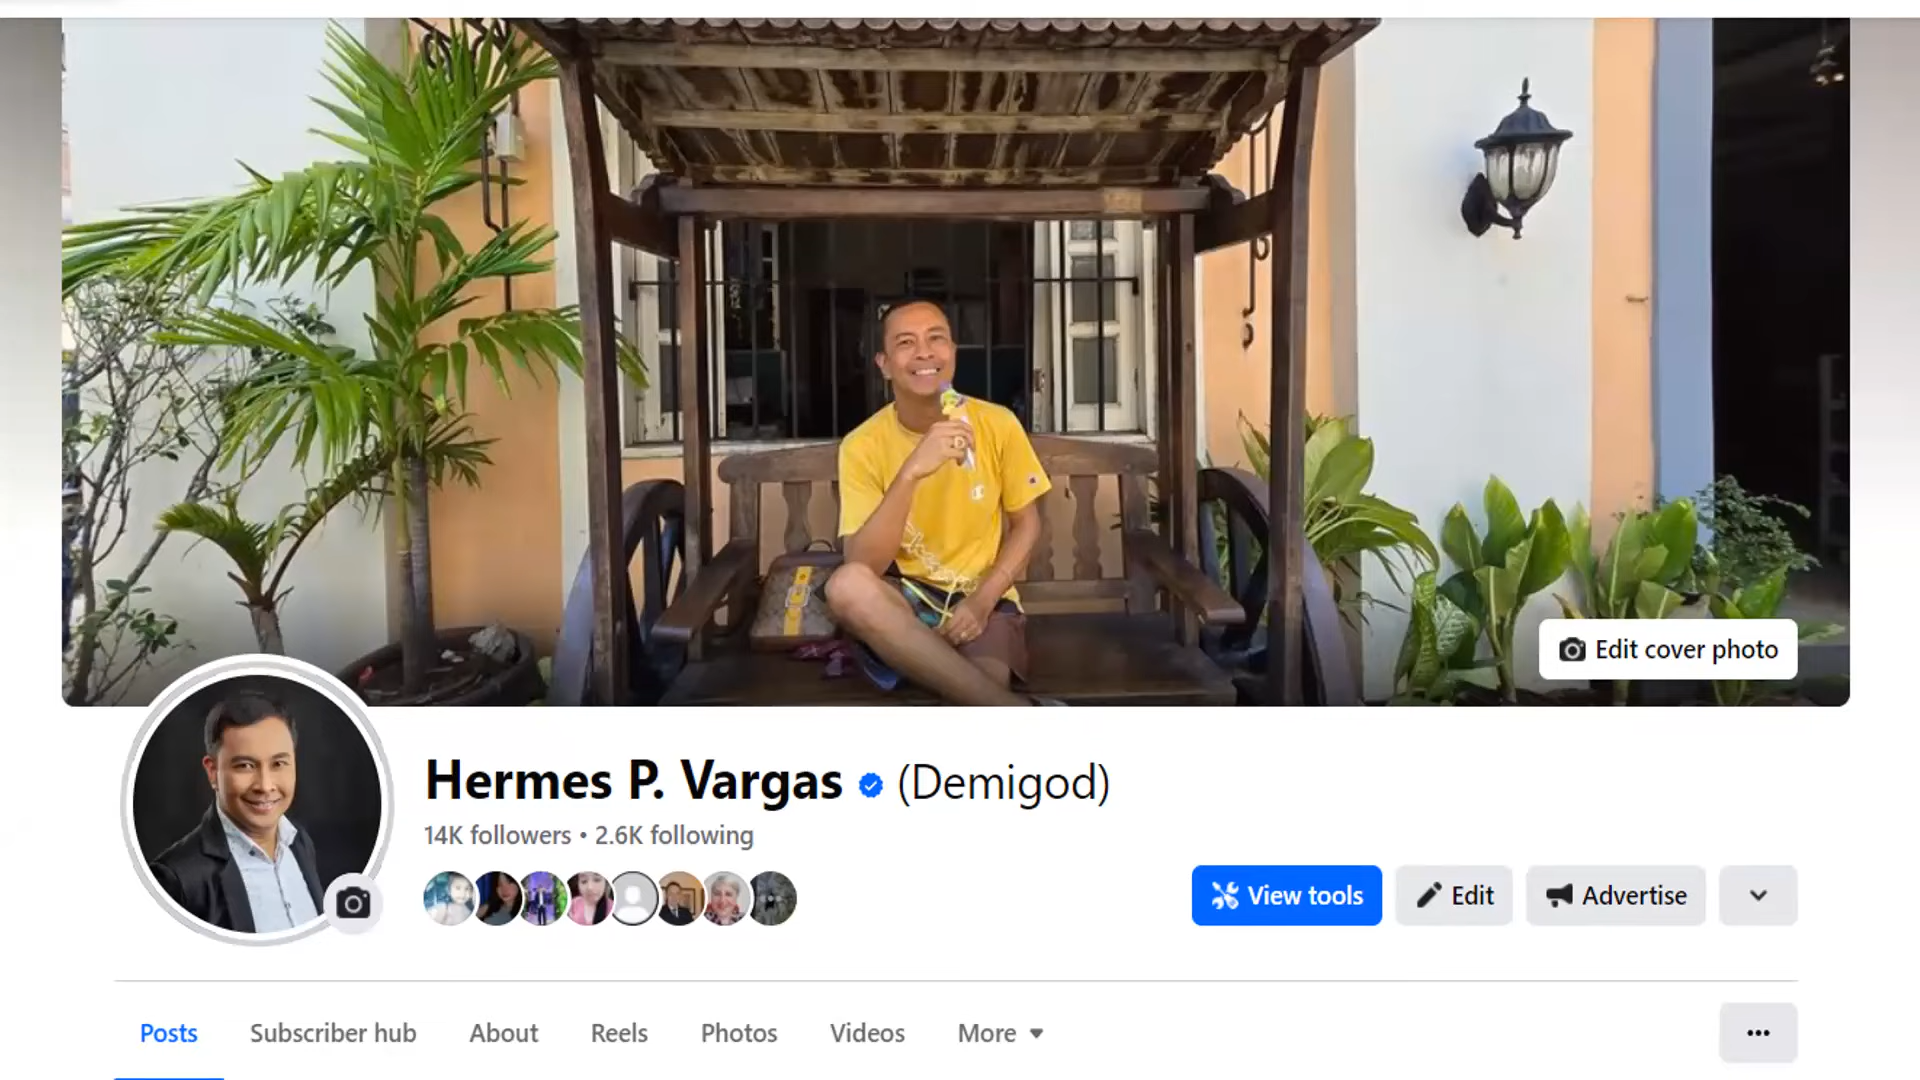 Edit cover photo
Hermes P. Vargas (Demigod)
14K followers • 2.6K following
View tools
Edit
Advertise
Posts
Subscriber hub
About
Reels
Photos
Videos
More